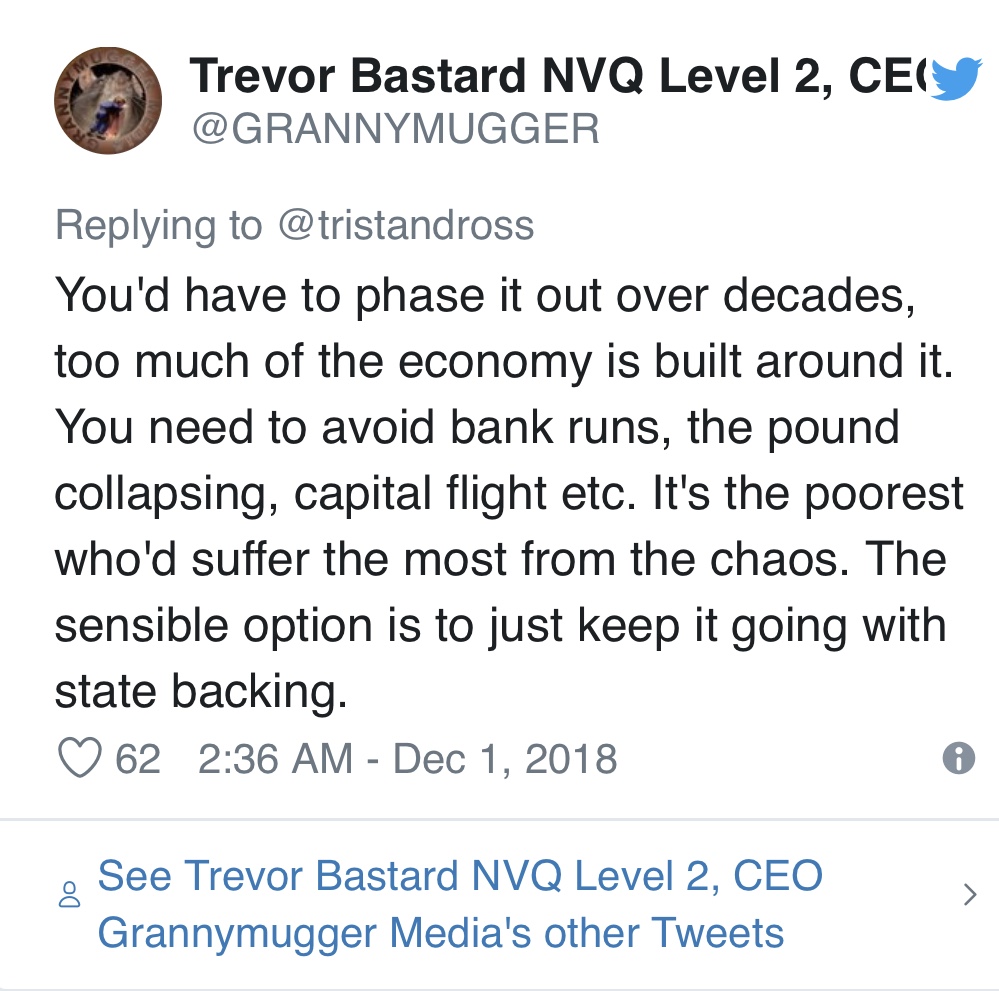 Trevor Bastard NVQ Level 2, CE
@GRANNYMUGGER
Replying to @tristandross
You'd have to phase it out over decades,
too much of the economy is built around it.
You need to avoid bank runs, the pound
collapsing, capital flight etc. It's the poorest
who'd suffer the most from the chaos. The
sensible option is to just keep it going with
state backing.
62 2:36 AM - Dec 1, 2018
See Trevor Bastard NVQ Level 2, CEO
Grannymugger Media's other Tweets